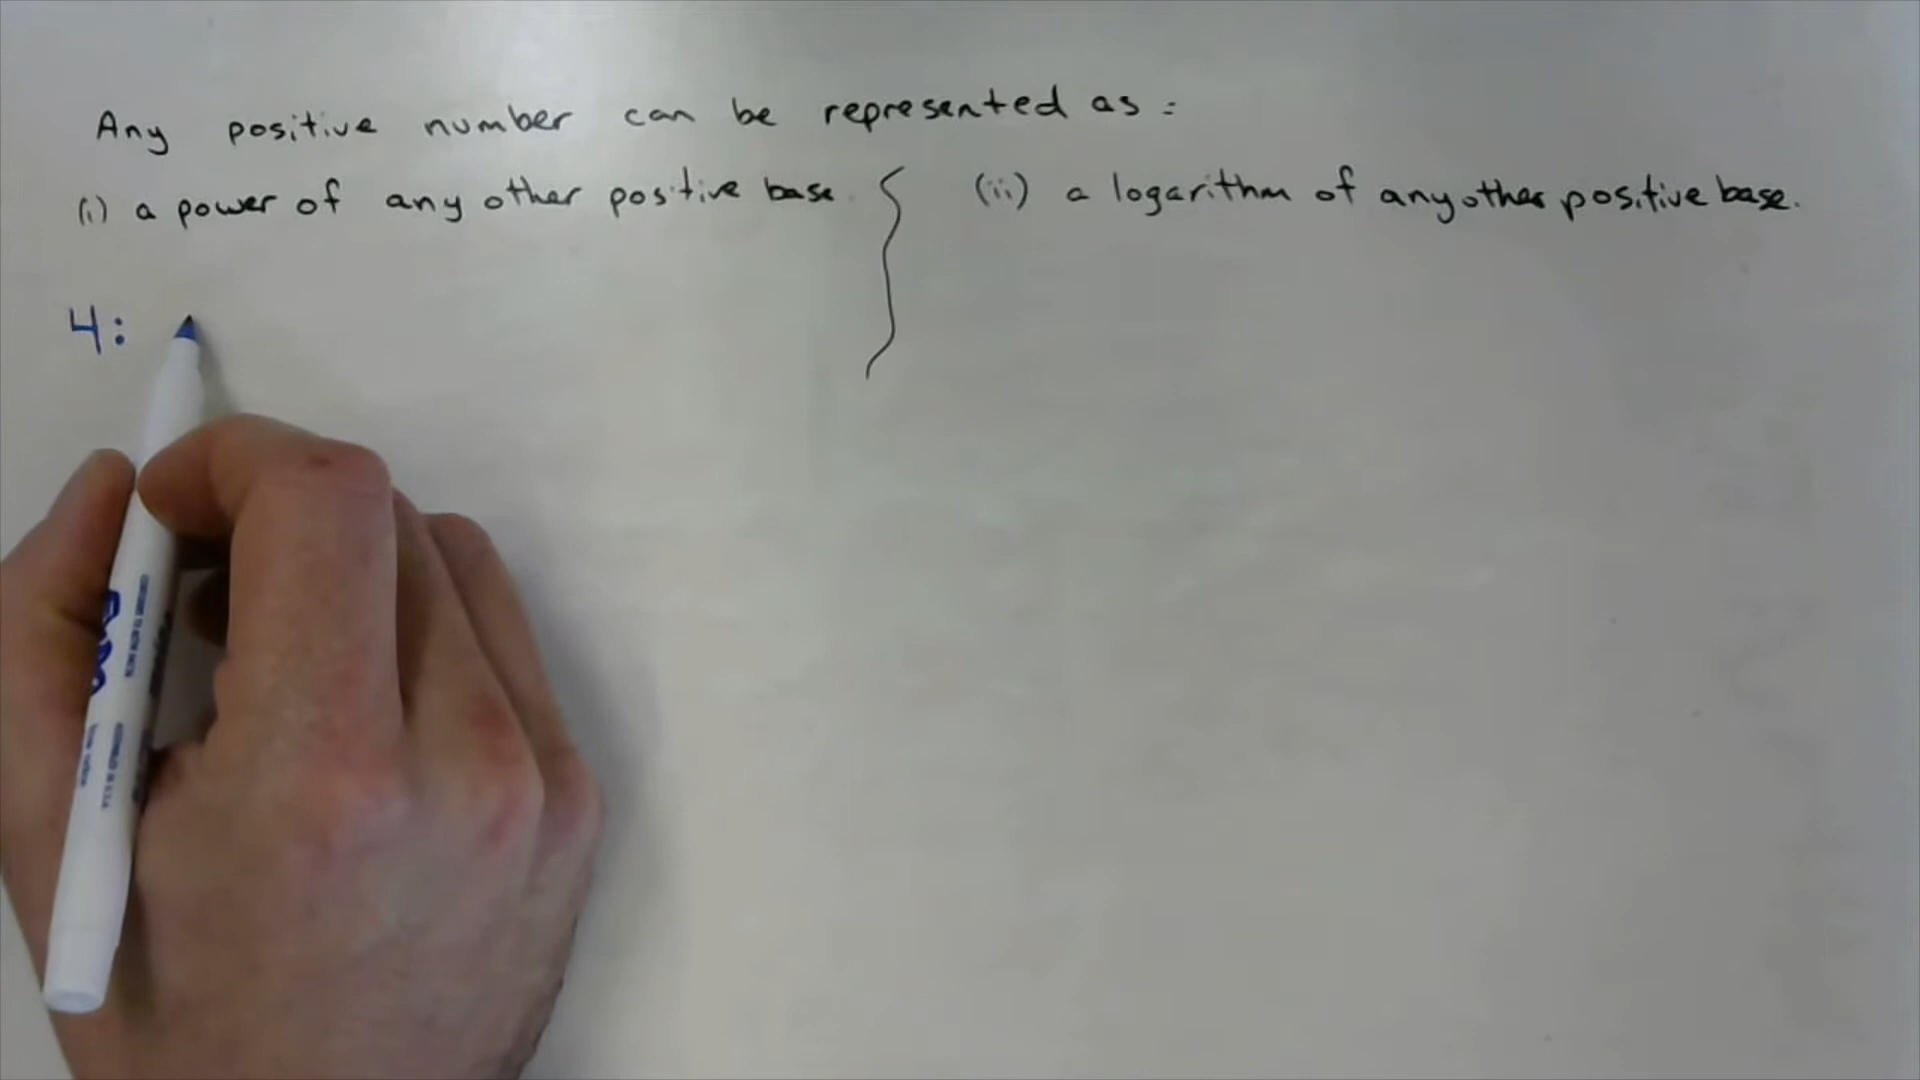 Any positive number can be represented as:
(i) a power of any other positive base.
(ii) a logarithm of any other positive base.
4:
EXPO